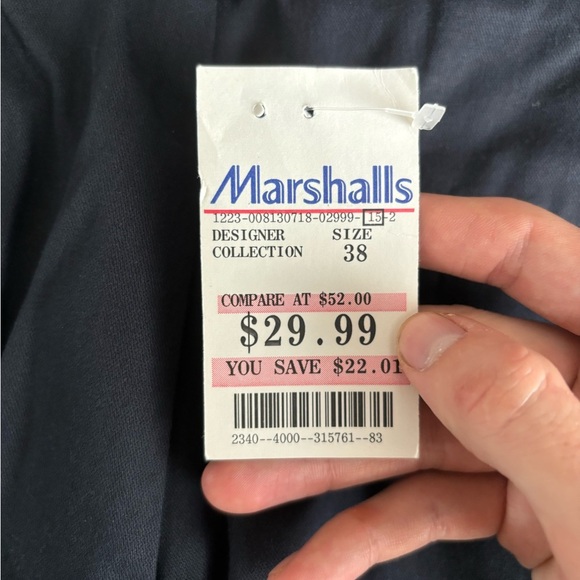 Marshalls
1223-008130718-02999-15-2
DESIGNER SIZE
COLLECTION 38
COMPARE AT $52.00
$29.99
YOU SAVE $22.01
2340--4000--315761--83